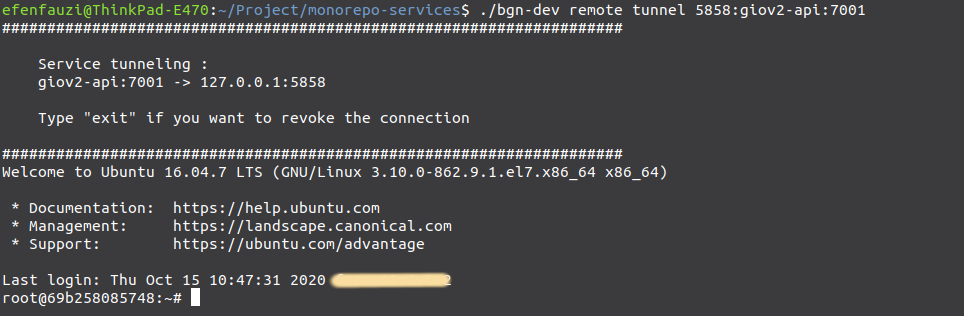 efenfauzi@ThinkPad-E470:~/Project/monorepo-services$ ./bgn-dev remote tunnel 5858:giov2-api:7001
#####################################################################
Service tunneling :
giov2-api:7001 -> 127.0.0.1:5858
Type "exit" if you want to revoke the connection
#####################################################################
Welcome to Ubuntu 16.04.7 LTS (GNU/Linux 3.10.0-862.9.1.el7.x86_64 x86_64)
* Documentation:  https://help.ubuntu.com
* Management:     https://landscape.canonical.com
* Support:        https://ubuntu.com/advantage
Last login: Thu Oct 15 10:47:31 2020
root@69b258085748:~#